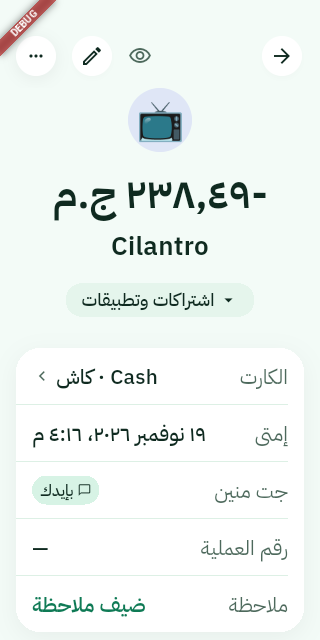 DEBUG
-٢٣٨,٤٩ ج.م
Cilantro
اشتراكات وتطبيقات
الكارت
كاش · Cash
إمتى
١٩ نوفمبر ٢٠٢٦، ٤:١٦ م
جت منين
بإيدك
رقم العملية
—
ملاحظة
ضيف ملاحظة